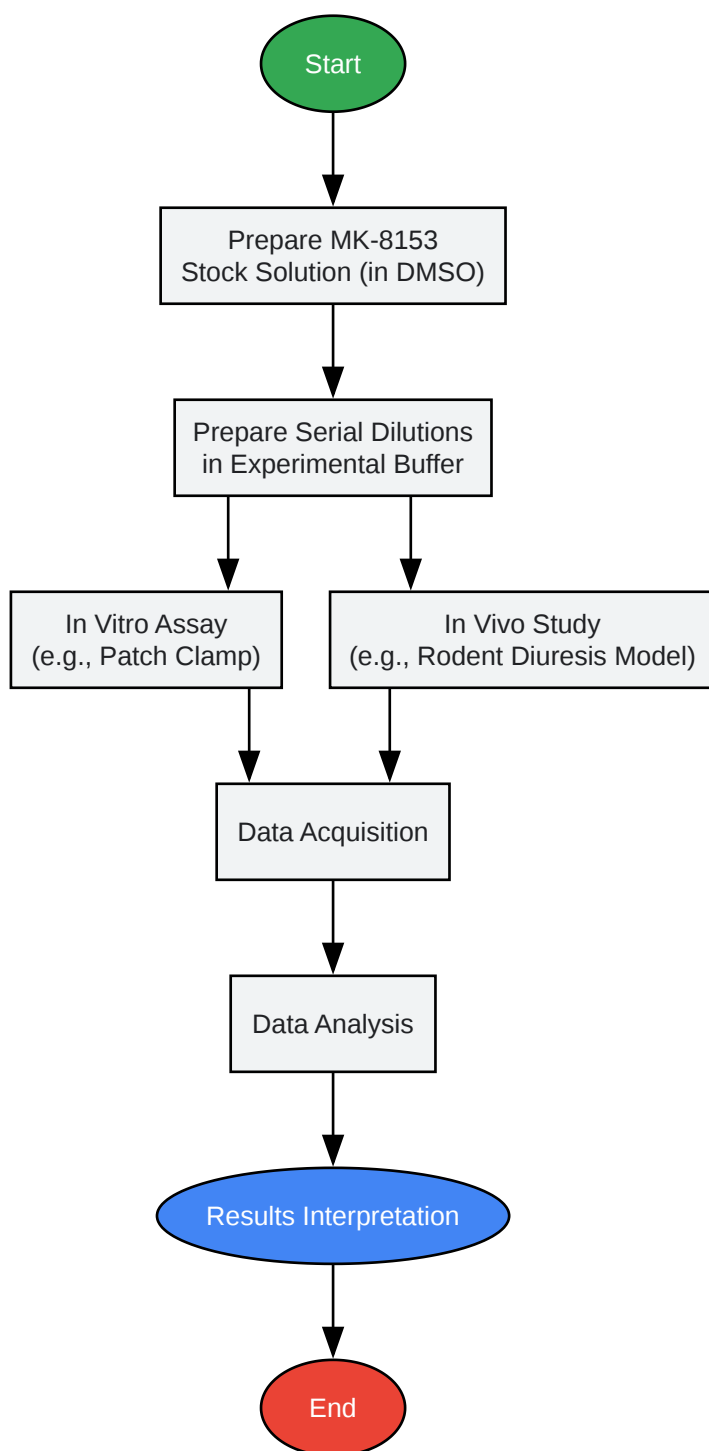 Start
Prepare MK-8153
Stock Solution (in DMSO)
Prepare Serial Dilutions
in Experimental Buffer
In Vitro Assay
(e.g., Patch Clamp)
In Vivo Study
(e.g., Rodent Diuresis Model)
Data Acquisition
Data Analysis
Results Interpretation
End